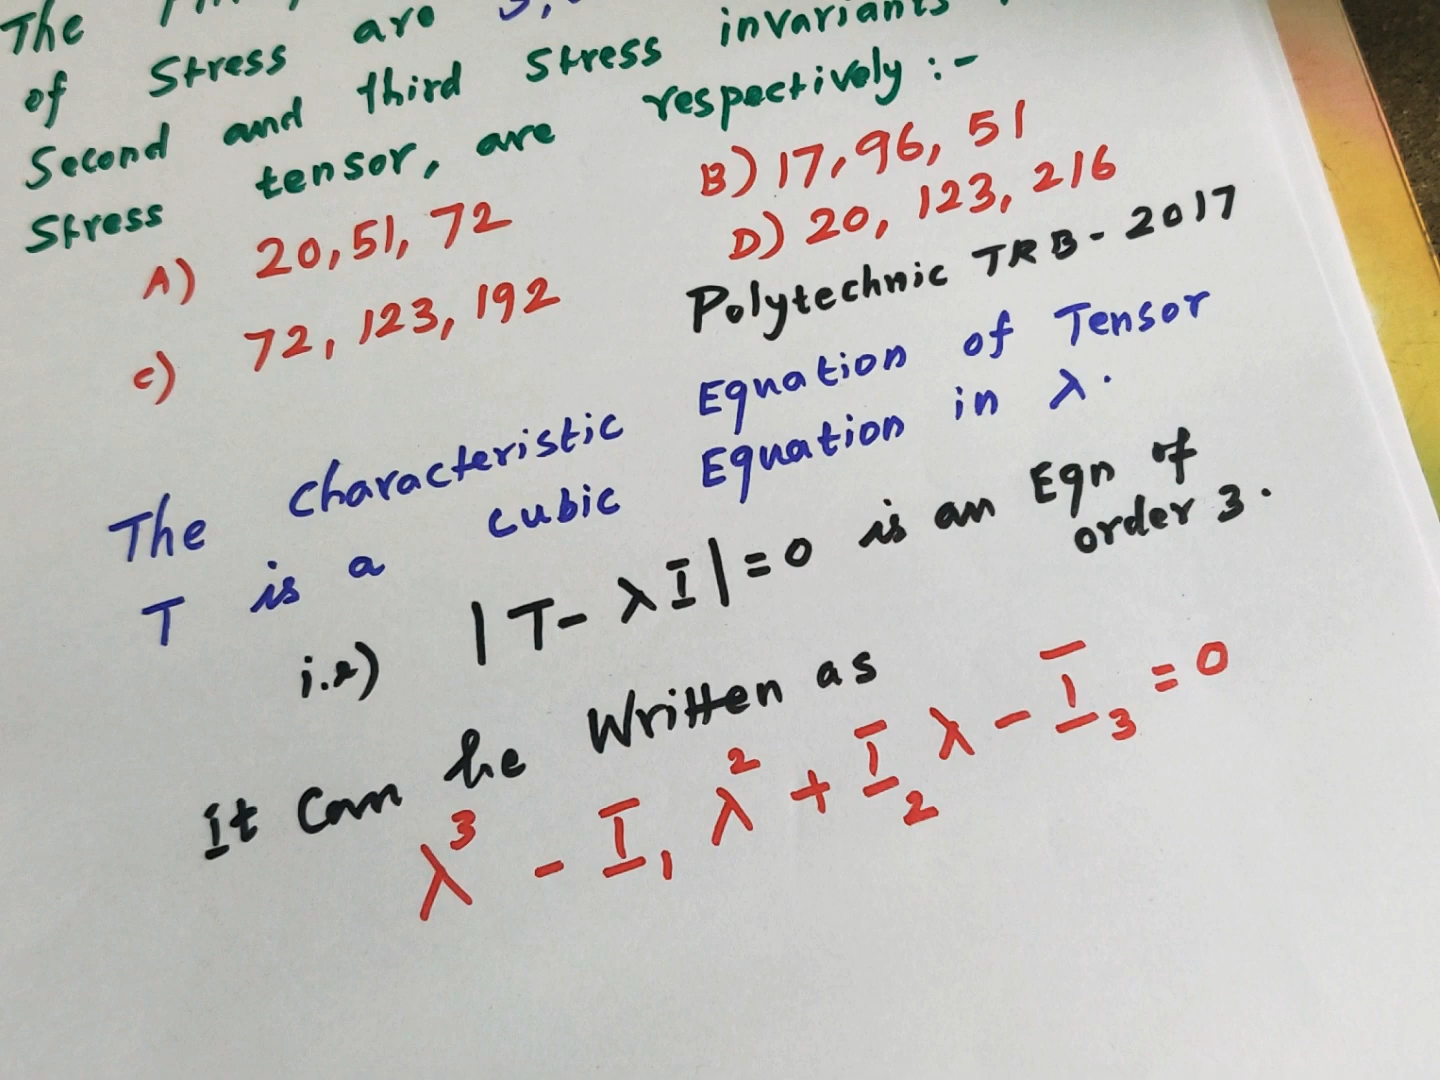 The
of Stress are 3,
Second and third Stress invariants
Stress tensor, are respectively :-
A) 20, 51, 72 B) 17, 96, 51
C) 72, 123, 192 D) 20, 123, 216
Polytechnic TRB - 2017
The characteristic Equation of Tensor
T is a cubic Equation in λ.
i.e) |T - λI| = 0 is an Eqn of
order 3.
It Can be Written as
λ³ - I₁ λ² + I₂ λ - I₃ = 0